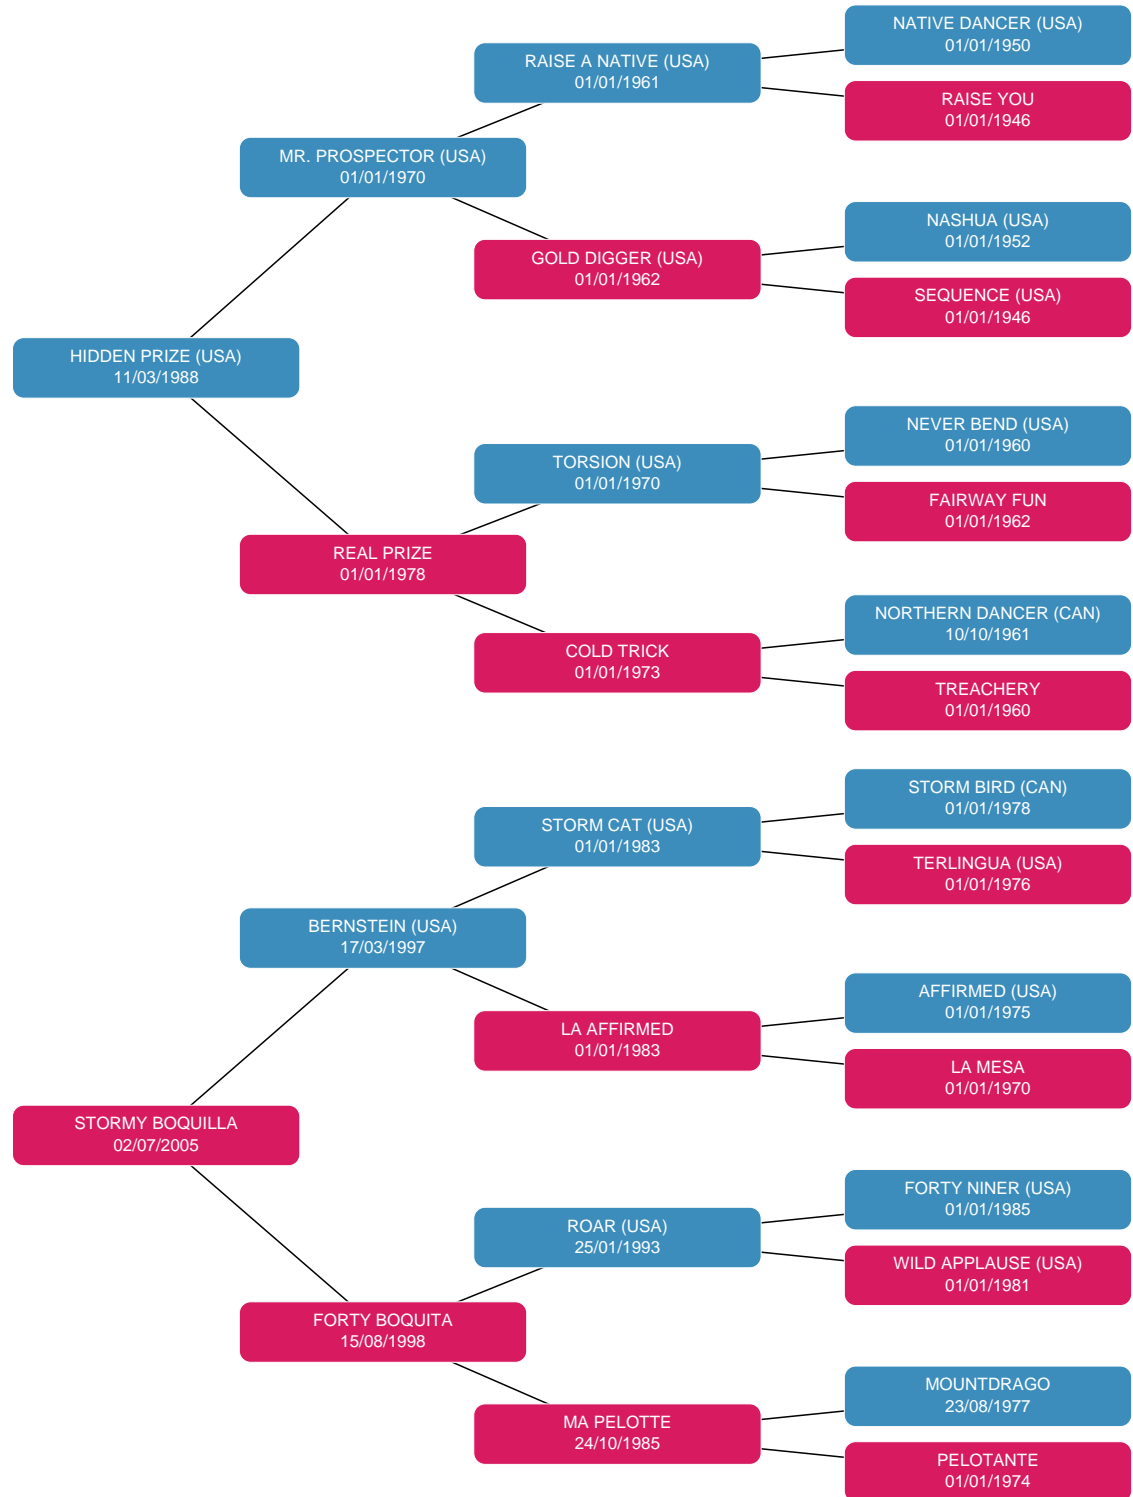 NATIVE DANCER (USA)
01/01/1950
RAISE A NATIVE (USA)
01/01/1961
RAISE YOU
01/01/1946
MR. PROSPECTOR (USA)
01/01/1970
NASHUA (USA)
01/01/1952
GOLD DIGGER (USA)
01/01/1962
SEQUENCE (USA)
01/01/1946
HIDDEN PRIZE (USA)
11/03/1988
NEVER BEND (USA)
01/01/1960
TORSION (USA)
01/01/1970
FAIRWAY FUN
01/01/1962
REAL PRIZE
01/01/1978
NORTHERN DANCER (CAN)
10/10/1961
COLD TRICK
01/01/1973
TREACHERY
01/01/1960
STORM BIRD (CAN)
01/01/1978
STORM CAT (USA)
01/01/1983
TERLINGUA (USA)
01/01/1976
BERNSTEIN (USA)
17/03/1997
AFFIRMED (USA)
01/01/1975
LA AFFIRMED
01/01/1983
LA MESA
01/01/1970
STORMY BOQUILLA
02/07/2005
FORTY NINER (USA)
01/01/1985
ROAR (USA)
25/01/1993
WILD APPLAUSE (USA)
01/01/1981
FORTY BOQUITA
15/08/1998
MOUNTDRAGO
23/08/1977
MA PELOTTE
24/10/1985
PELOTANTE
01/01/1974